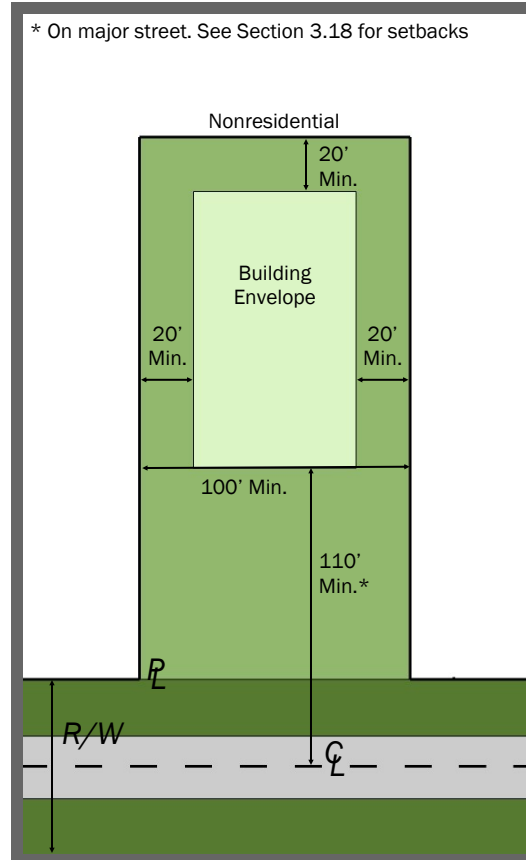 * On major street. See Section 3.18 for setbacks
Nonresidential
20’
Min.
Building
Envelope
20’
Min.
20’
Min.
100’ Min.
110’
Min.*
PL
R/W
CL